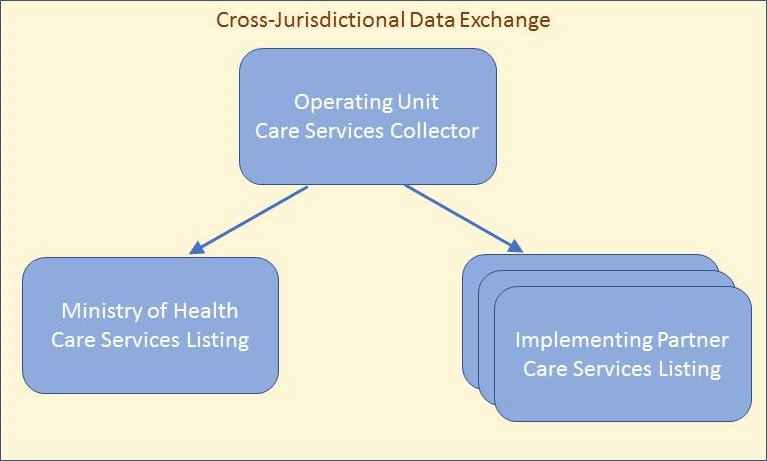 Cross-Jurisdictional Data Exchange
Operating Unit
Care Services Collector
Ministry of Health
Care Services Listing
Implementing Partner
Care Services Listing